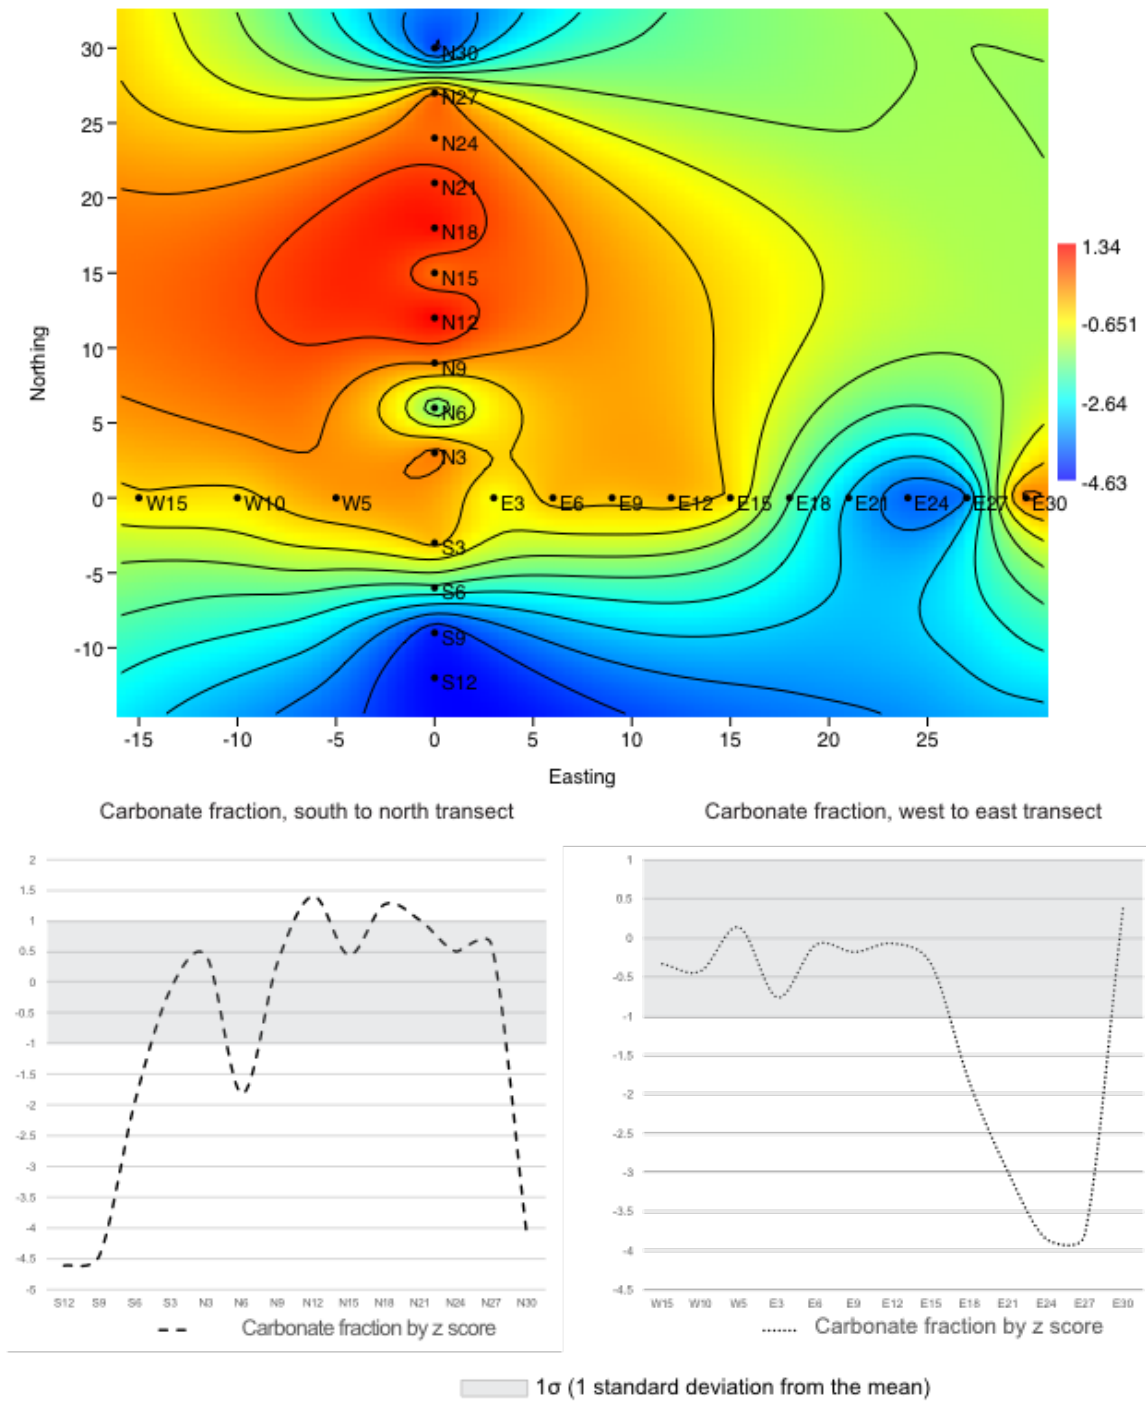 30
N30
N27
25
N24
20
N21
N18
1.34
15
N15
-0.651
N12
10
N9
-2.64
5
N6
N3
-4.63
0
W15 W10 W5 E3 E6 E9 E12 E15 E18 E21 E24 E27 E30
S3
-5
S6
-10
S9
S12
Northing
-15 -10 -5 0 5 10 15 20 25
Easting
Carbonate fraction, south to north transect
2
1.5
1
0.5
0
-0.5
-1
-1.5
-2
-2.5
-3
-3.5
-4
-4.5
-5
S12 S9 S6 S3 N3 N6 N9 N12 N15 N18 N21 N24 N27 N30
Carbonate fraction by z score
Carbonate fraction, west to east transect
1
0.5
0
-0.5
-1
-1.5
-2
-2.5
-3
-3.5
-4
-4.5
W15 W10 W5 E3 E6 E9 E12 E15 E18 E21 E24 E27 E30
Carbonate fraction by z score
1σ (1 standard deviation from the mean)